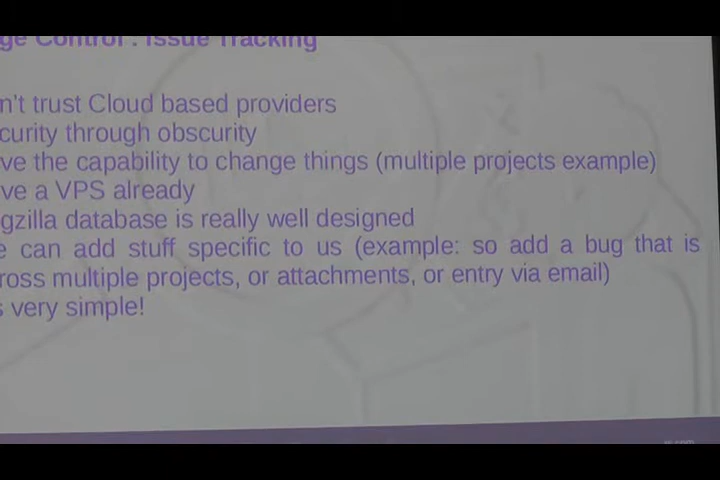 ge Control : Issue Tracking
n't trust Cloud based providers
curity through obscurity
ve the capability to change things (multiple projects example)
ve a VPS already
gzilla database is really well designed
e can add stuff specific to us (example: so add a bug that is
ross multiple projects, or attachments, or entry via email)
s very simple!